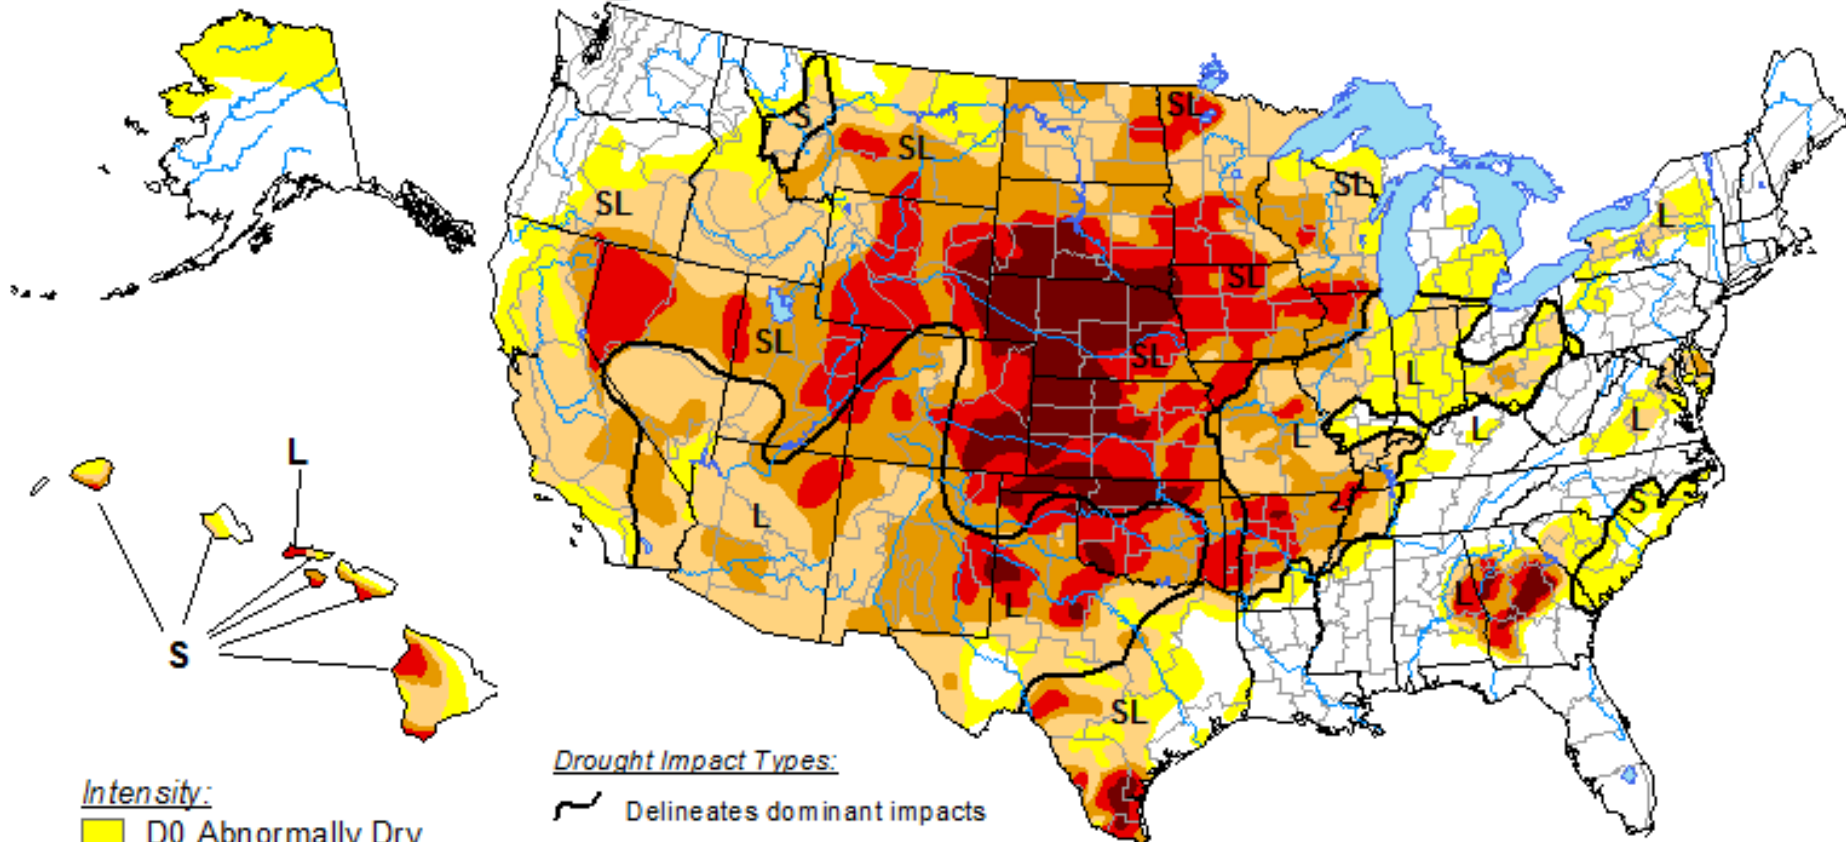 S
SL
SL
SL
SL
L
SL
SL
SL
L
L
L
L
L
S
L
L
S
L
L
SL
Drought Impact Types:
Delineates dominant impacts
Intensity:
D0 Abnormally Dry